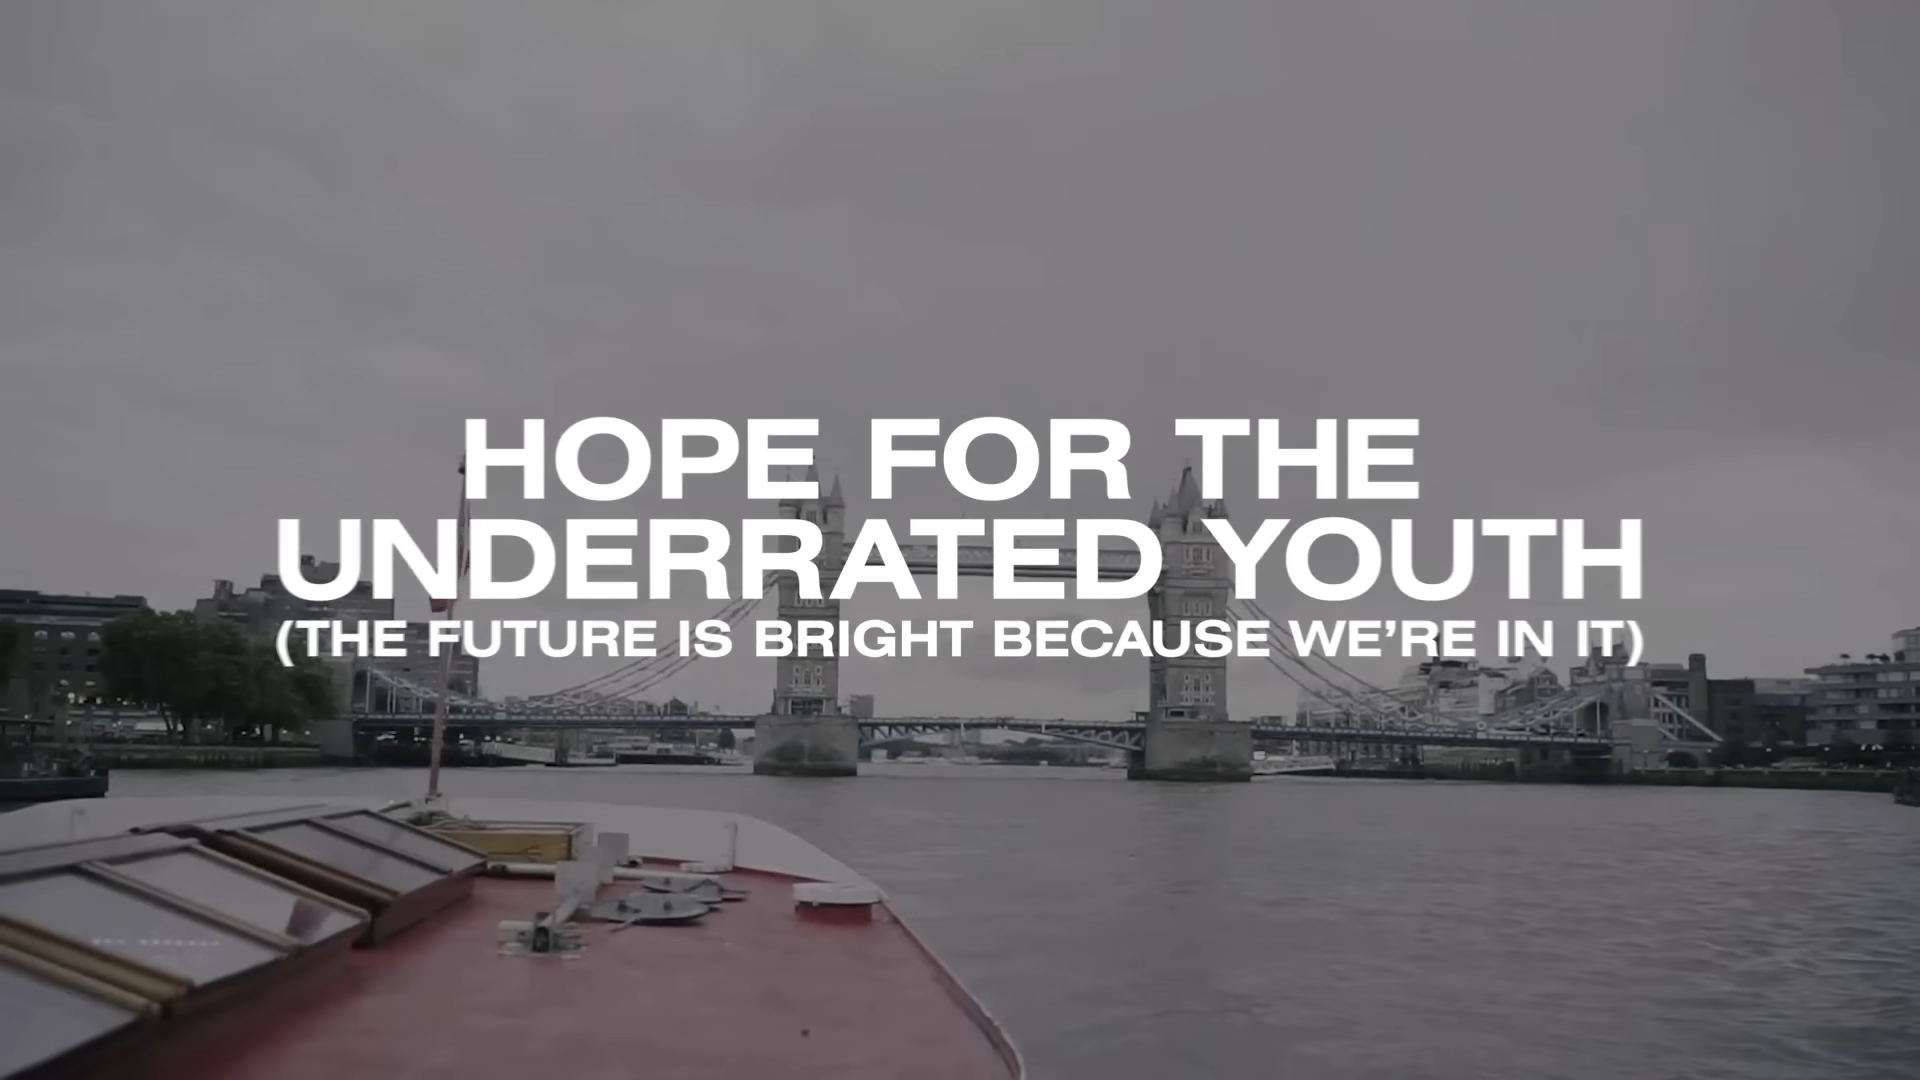 HOPE FOR THE
UNDERRATED YOUTH
(THE FUTURE IS BRIGHT BECAUSE WE'RE IN IT)